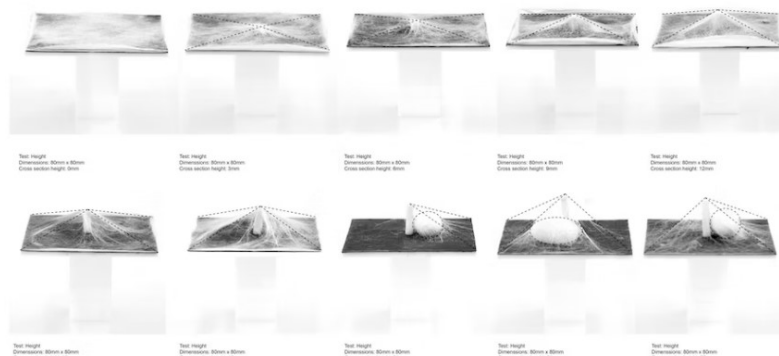 Test: Height
Dimensions: 80mm x 80mm
Cross section height: 0mm
Test: Height
Dimensions: 80mm x 80mm
Cross section height: 3mm
Test: Height
Dimensions: 80mm x 80mm
Cross section height: 6mm
Test: Height
Dimensions: 80mm x 80mm
Cross section height: 9mm
Test: Height
Dimensions: 80mm x 80mm
Cross section height: 12mm
Test: Height
Dimensions: 80mm x 80mm
Test: Height
Dimensions: 80mm x 80mm
Test: Height
Dimensions: 80mm x 80mm
Test: Height
Dimensions: 80mm x 80mm
Test: Height
Dimensions: 80mm x 80mm